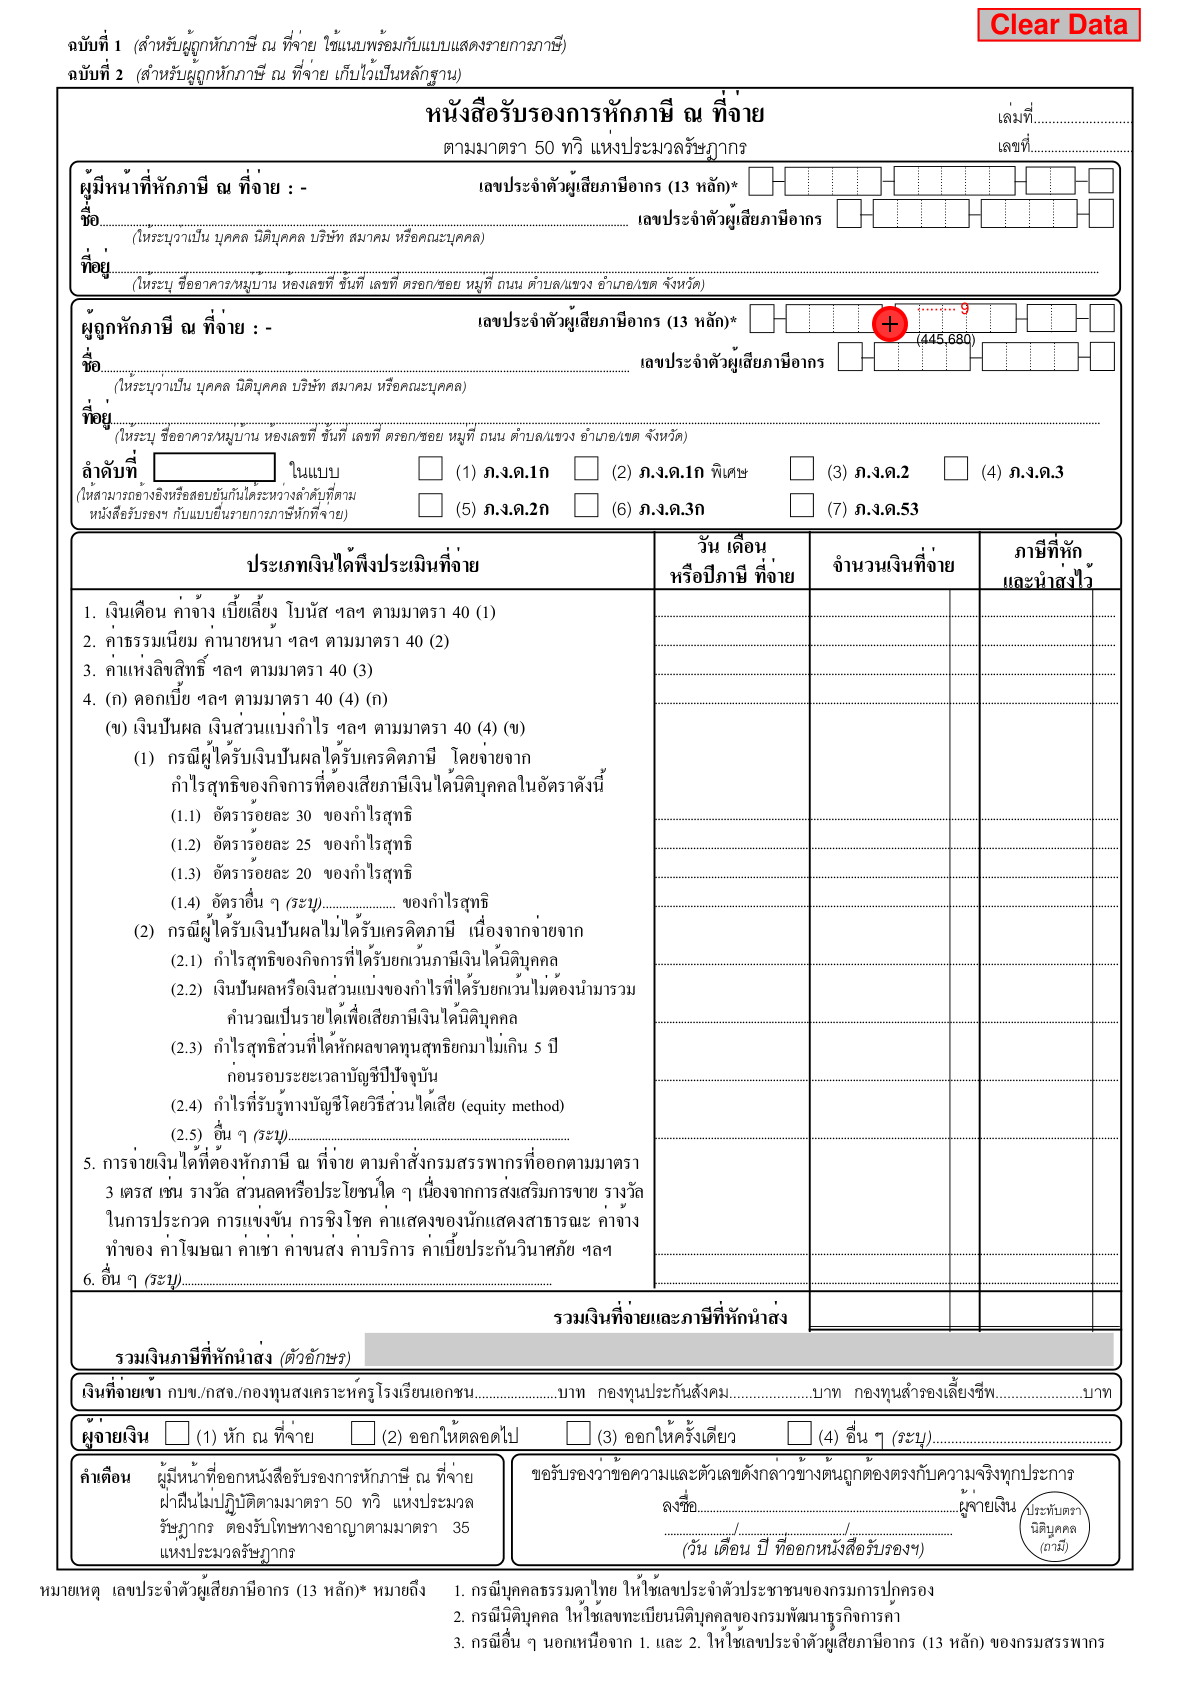 Clear Data
ฉบับที่ 1 (สำหรับผู้ถูกหักภาษี ณ ที่จ่าย ใช้แนบพร้อมกับแบบแสดงรายการภาษี)
ฉบับที่ 2 (สำหรับผู้ถูกหักภาษี ณ ที่จ่าย เก็บไว้เป็นหลักฐาน)
หนังสือรับรองการหักภาษี ณ ที่จ่าย
เล่มที่..........................
ตามมาตรา 50 ทวิ แห่งประมวลรัษฎากร
เลขที่............................
ผู้มีหน้าที่หักภาษี ณ ที่จ่าย : - เลขประจำตัวผู้เสียภาษีอากร (13 หลัก)*
ชื่อ.................... เลขประจำตัวผู้เสียภาษีอากร
(ให้ระบุว่าเป็น บุคคล นิติบุคคล บริษัท สมาคม หรือคณะบุคคล)
ที่อยู่....................
(ให้ระบุ ชื่ออาคาร/หมู่บ้าน ห้องเลขที่ ชั้นที่ เลขที่ ตรอก/ซอย หมู่ที่ ถนน ตำบล/แขวง อำเภอ/เขต จังหวัด)
ผู้ถูกหักภาษี ณ ที่จ่าย : - เลขประจำตัวผู้เสียภาษีอากร (13 หลัก)*
......... 9
(445,680)
ชื่อ.................... เลขประจำตัวผู้เสียภาษีอากร
(ให้ระบุว่าเป็น บุคคล นิติบุคคล บริษัท สมาคม หรือคณะบุคคล)
ที่อยู่....................
(ให้ระบุ ชื่ออาคาร/หมู่บ้าน ห้องเลขที่ ชั้นที่ เลขที่ ตรอก/ซอย หมู่ที่ ถนน ตำบล/แขวง อำเภอ/เขต จังหวัด)
ลำดับที่ ในแบบ (1) ภ.ง.ด.1ก (2) ภ.ง.ด.1ก พิเศษ (3) ภ.ง.ด.2 (4) ภ.ง.ด.3
(ให้สามารถอ้างอิงหรือสอบยันกันได้ระหว่างลำดับที่ตาม
หนังสือรับรองฯ กับแบบยื่นรายการภาษีหักที่จ่าย) (5) ภ.ง.ด.2ก (6) ภ.ง.ด.3ก (7) ภ.ง.ด.53
ประเภทเงินได้พึงประเมินที่จ่าย
วัน เดือน
หรือปีภาษี ที่จ่าย
จำนวนเงินที่จ่าย
ภาษีที่หัก
และนำส่งไว้
1. เงินเดือน ค่าจ้าง เบี้ยเลี้ยง โบนัส ฯลฯ ตามมาตรา 40 (1)
2. ค่าธรรมเนียม ค่านายหน้า ฯลฯ ตามมาตรา 40 (2)
3. ค่าแห่งลิขสิทธิ์ ฯลฯ ตามมาตรา 40 (3)
4. (ก) ดอกเบี้ย ฯลฯ ตามมาตรา 40 (4) (ก)
(ข) เงินปันผล เงินส่วนแบ่งกำไร ฯลฯ ตามมาตรา 40 (4) (ข)
(1) กรณีผู้ได้รับเงินปันผลได้รับเครดิตภาษี โดยจ่ายจาก
กำไรสุทธิของกิจการที่ต้องเสียภาษีเงินได้นิติบุคคลในอัตราดังนี้
(1.1) อัตราร้อยละ 30 ของกำไรสุทธิ
(1.2) อัตราร้อยละ 25 ของกำไรสุทธิ
(1.3) อัตราร้อยละ 20 ของกำไรสุทธิ
(1.4) อัตราอื่น ๆ (ระบุ)...................... ของกำไรสุทธิ
(2) กรณีผู้ได้รับเงินปันผลไม่ได้รับเครดิตภาษี เนื่องจากจ่ายจาก
(2.1) กำไรสุทธิของกิจการที่ได้รับยกเว้นภาษีเงินได้นิติบุคคล
(2.2) เงินปันผลหรือเงินส่วนแบ่งของกำไรที่ได้รับยกเว้นไม่ต้องนำมารวม
คำนวณเป็นรายได้เพื่อเสียภาษีเงินได้นิติบุคคล
(2.3) กำไรสุทธิส่วนที่ได้หักผลขาดทุนสุทธิยกมาไม่เกิน 5 ปี
ก่อนรอบระยะเวลาบัญชีปีปัจจุบัน
(2.4) กำไรที่รับรู้ทางบัญชีโดยวิธีส่วนได้เสีย (equity method)
(2.5) อื่น ๆ (ระบุ)....................
5. การจ่ายเงินได้ที่ต้องหักภาษี ณ ที่จ่าย ตามคำสั่งกรมสรรพากรที่ออกตามมาตรา
3 เตรส เช่น รางวัล ส่วนลดหรือประโยชน์ใด ๆ เนื่องจากการส่งเสริมการขาย รางวัล
ในการประกวด การแข่งขัน การชิงโชค ค่าแสดงของนักแสดงสาธารณะ ค่าจ้าง
ทำของ ค่าโฆษณา ค่าเช่า ค่าขนส่ง ค่าบริการ ค่าเบี้ยประกันวินาศภัย ฯลฯ
6. อื่น ๆ (ระบุ)....................
รวมเงินที่จ่ายและภาษีที่หักนำส่ง
รวมเงินภาษีที่หักนำส่ง (ตัวอักษร)
เงินที่จ่ายเข้า กบข./กสจ./กองทุนสงเคราะห์ครูโรงเรียนเอกชน....................บาท กองทุนประกันสังคม....................บาท กองทุนสำรองเลี้ยงชีพ....................บาท
ผู้จ่ายเงิน (1) หัก ณ ที่จ่าย (2) ออกให้ตลอดไป (3) ออกให้ครั้งเดียว (4) อื่น ๆ (ระบุ)....................
คำเตือน ผู้มีหน้าที่ออกหนังสือรับรองการหักภาษี ณ ที่จ่าย
ฝ่าฝืนไม่ปฏิบัติตามมาตรา 50 ทวิ แห่งประมวล
รัษฎากร ต้องรับโทษทางอาญาตามมาตรา 35
แห่งประมวลรัษฎากร
ขอรับรองว่าข้อความและตัวเลขดังกล่าวข้างต้นถูกต้องตรงกับความจริงทุกประการ
ลงชื่อ....................ผู้จ่ายเงิน
................../............................/..........................
(วัน เดือน ปี ที่ออกหนังสือรับรองฯ)
ประทับตรา
นิติบุคคล
(ถ้ามี)
หมายเหตุ เลขประจำตัวผู้เสียภาษีอากร (13 หลัก)* หมายถึง 1. กรณีบุคคลธรรมดาไทย ให้ใช้เลขประจำตัวประชาชนของกรมการปกครอง
2. กรณีนิติบุคคล ให้ใช้เลขทะเบียนนิติบุคคลของกรมพัฒนาธุรกิจการค้า
3. กรณีอื่น ๆ นอกเหนือจาก 1. และ 2. ให้ใช้เลขประจำตัวผู้เสียภาษีอากร (13 หลัก) ของกรมสรรพากร